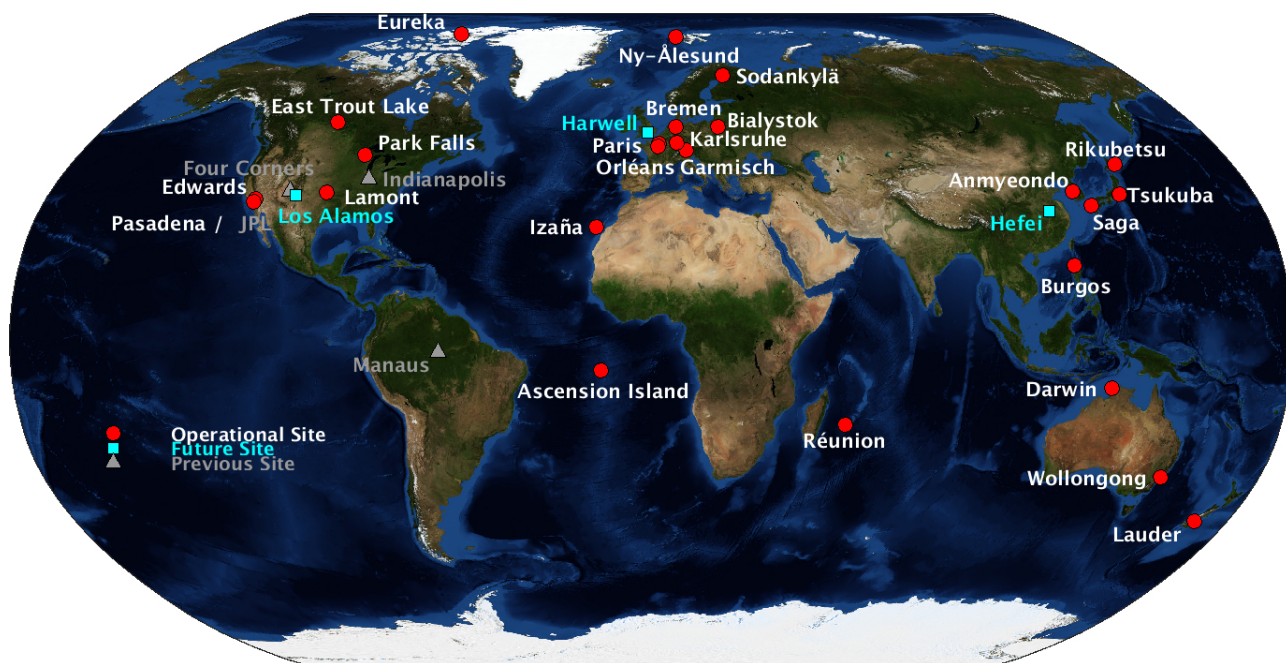 Eureka
Ny-Ålesund
Sodankylä
East Trout Lake
Bremen
Harwell
Bialystok
Park Falls
Paris
Karlsruhe
Rikubetsu
Four Corners
Orléans Garmisch
Indianapolis
Edwards
Anmyeondo
Lamont
Tsukuba
Los Alamos
Pasadena / JPL
Hefei
Saga
Izaña
Burgos
Manaus
Ascension Island
Darwin
Réunion
Operational Site
Future Site
Previous Site
Wollongong
Lauder